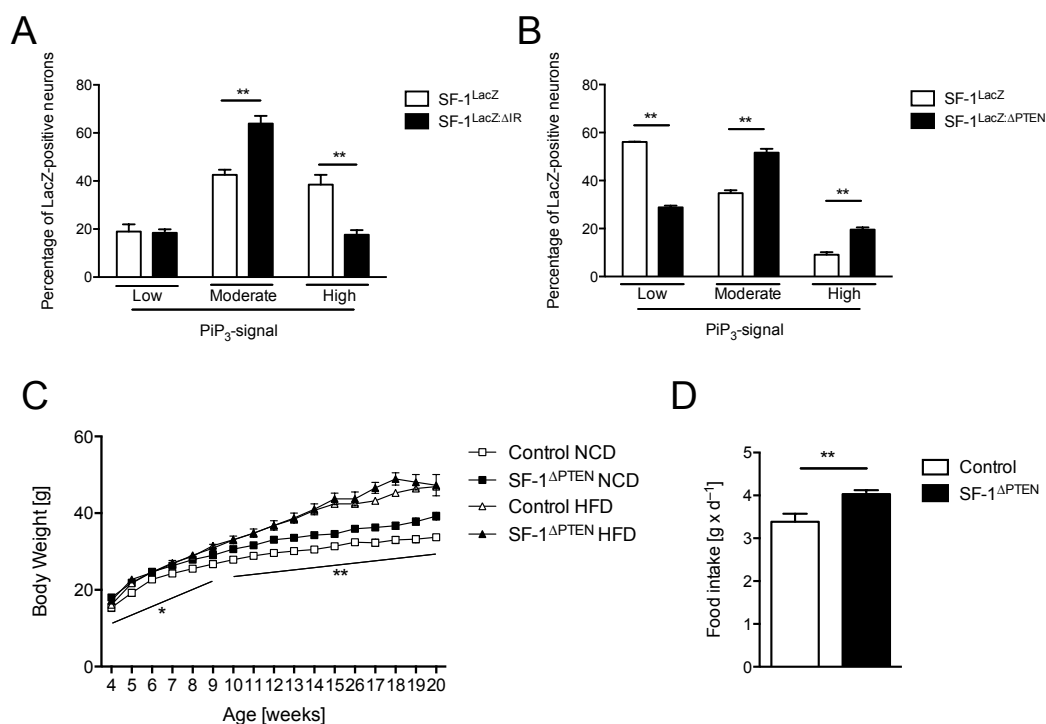 A
Percentage of LacZ-positive neurons
80
60
40
20
0
**
**
Low
Moderate
High
PiP₃-signal
SF-1ᴸᵃᶜᶻ
SF-1ᴸᵃᶜᶻ:ΔIR
B
Percentage of LacZ-positive neurons
80
60
40
20
0
**
**
**
Low
Moderate
High
PiP₃-signal
SF-1ᴸᵃᶜᶻ
SF-1ᴸᵃᶜᶻ:ΔPTEN
C
Body Weight [g]
60
40
20
0
*
**
4 5 6 7 8 9 10 11 12 13 14 15 26 17 18 19 20
Age [weeks]
Control NCD
SF-1ΔPTEN NCD
Control HFD
SF-1ΔPTEN HFD
D
Food intake [g x d⁻¹]
5
4
3
2
1
0
**
Control
SF-1ΔPTEN